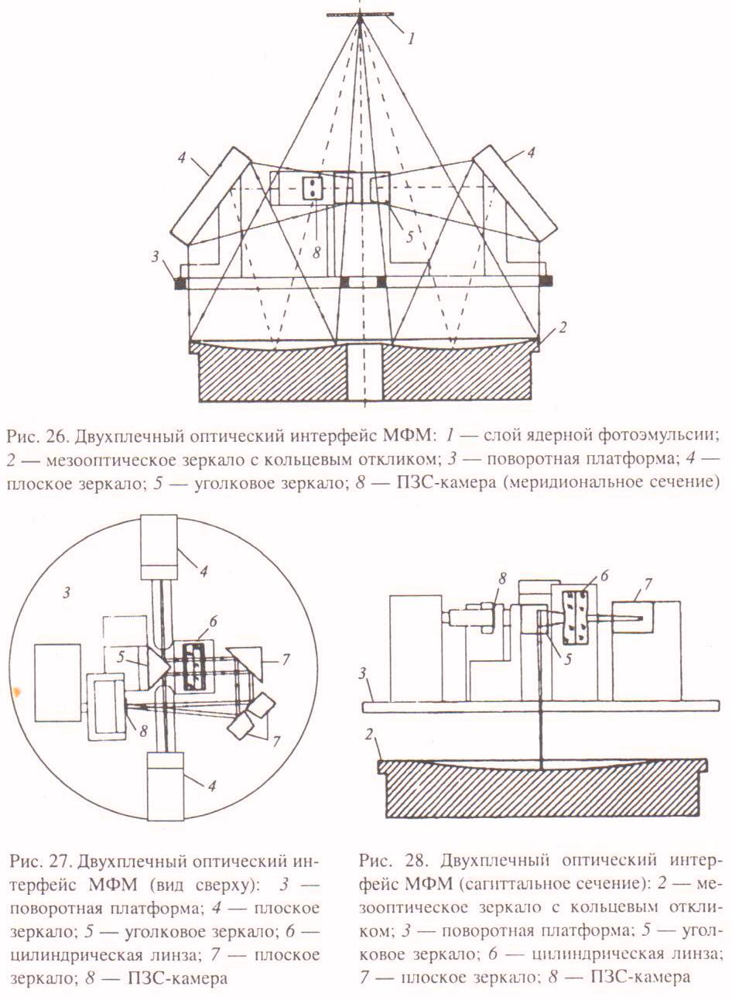 1
4
4
5
8
3
2
Рис. 26. Двухплечный оптический интерфейс МФМ: 1 — слой ядерной фотоэмульсии;
2 — мезооптическое зеркало с кольцевым откликом; 3 — поворотная платформа; 4 —
плоское зеркало; 5 — уголковое зеркало; 8 — ПЗС-камера (меридиональное сечение)
4
3
6
5
7
8
7
4
8
6
7
5
3
2
Рис. 27. Двухплечный оптический ин-
терфейс МФМ (вид сверху): 3 —
поворотная платформа; 4 — плоское
зеркало; 5 — уголковое зеркало; 6 —
цилиндрическая линза; 7 — плоское
зеркало; 8 — ПЗС-камера
Рис. 28. Двухплечный оптический интер-
фейс МФМ (сагиттальное сечение): 2 — ме-
зооптическое зеркало с кольцевым откли-
ком; 3 — поворотная платформа; 5 — угол-
ковое зеркало; 6 — цилиндрическая линза;
7 — плоское зеркало; 8 — ПЗС-камера